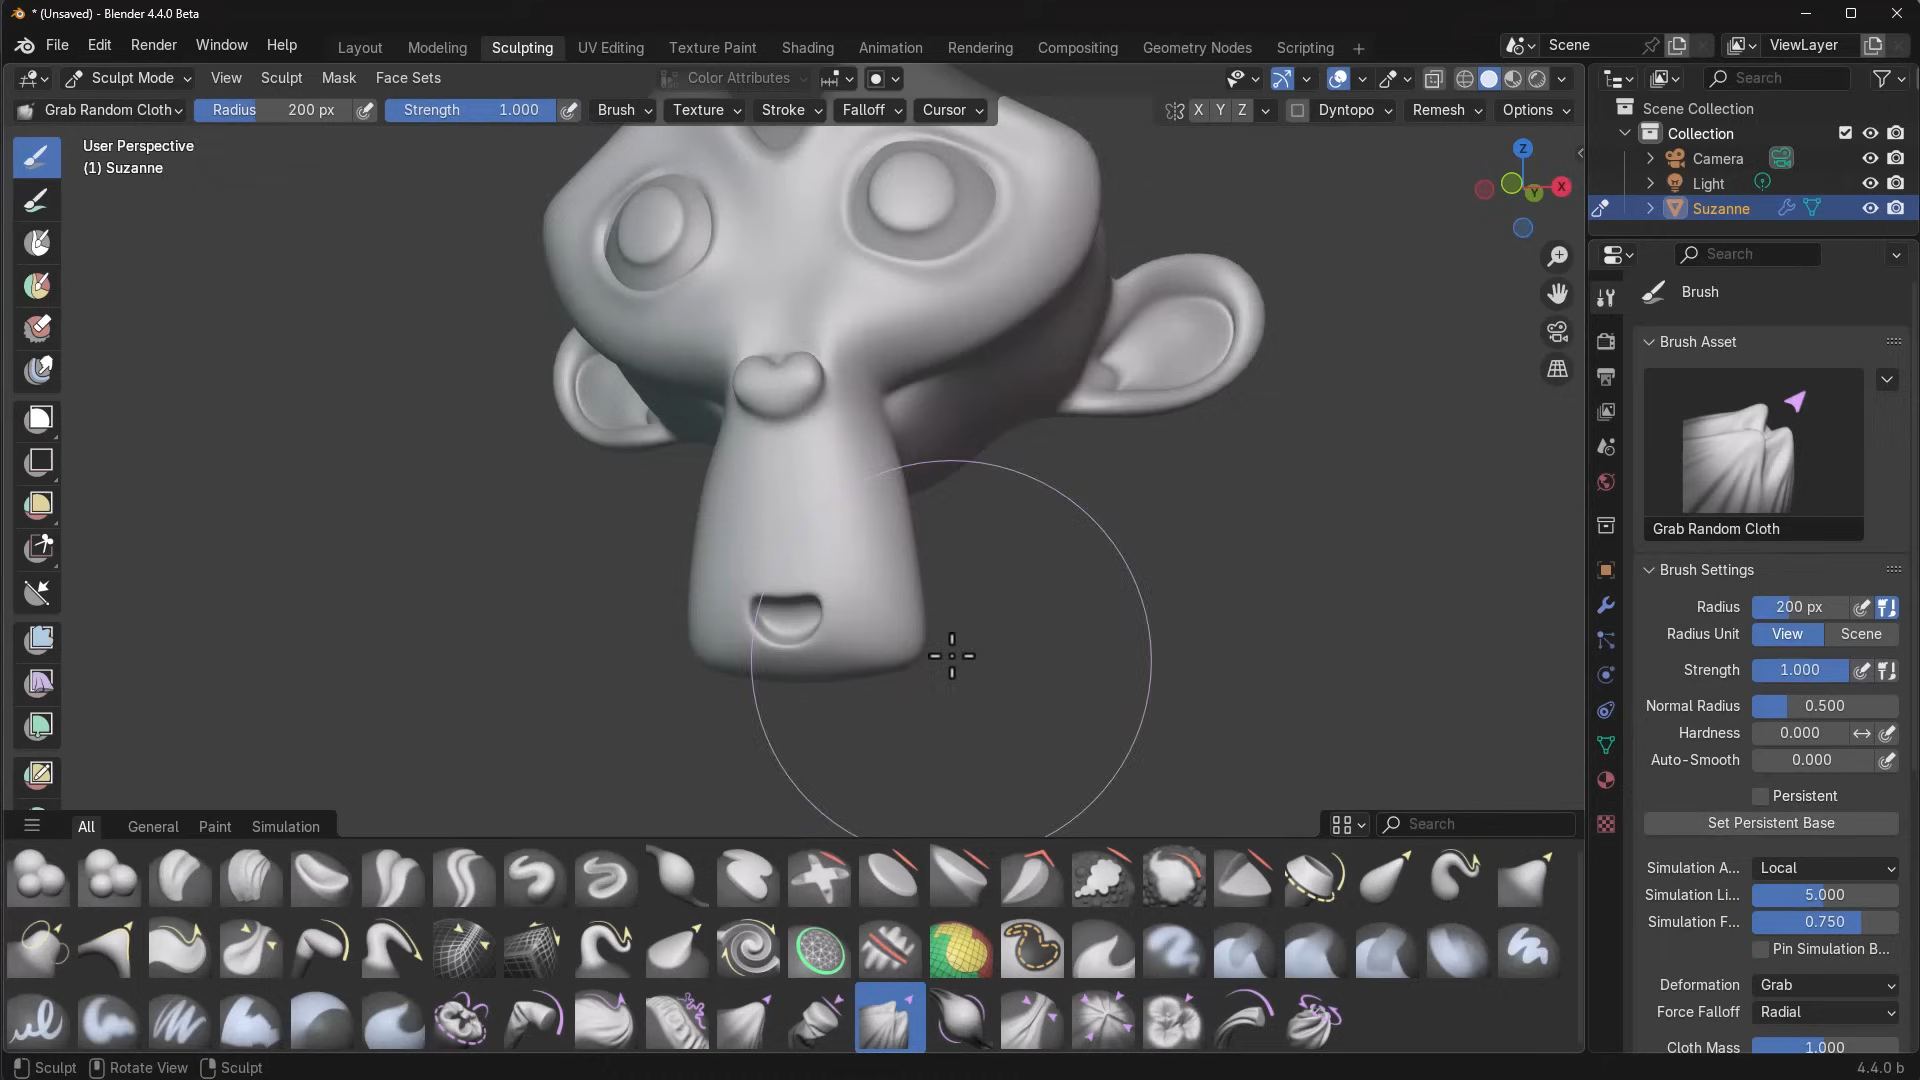 * (Unsaved) - Blender 4.4.0 Beta
File Edit Render Window Help Layout Modeling Sculpting UV Editing Texture Paint Shading Animation Rendering Compositing Geometry Nodes Scripting + Scene ViewLayer
Sculpt Mode View Sculpt Mask Face Sets Color Attributes Search
Grab Random Cloth Radius 200 px Strength 1.000 Brush Texture Stroke Falloff Cursor X Y Z Dyntopo Remesh Options
User Perspective
(1) Suzanne
Z
X
Y
Scene Collection
Collection
Camera
Light
Suzanne
Search
Brush
Brush Asset
Grab Random Cloth
Brush Settings
Radius 200 px
Radius Unit View Scene
Strength 1.000
Normal Radius 0.500
Hardness 0.000
Auto-Smooth 0.000
Persistent
Set Persistent Base
Simulation A... Local
Simulation Li... 5.000
Simulation F... 0.750
Pin Simulation B...
Deformation Grab
Force Falloff Radial
Cloth Mass 1.000
All General Paint Simulation Search
Sculpt Rotate View Sculpt 4.4.0 b